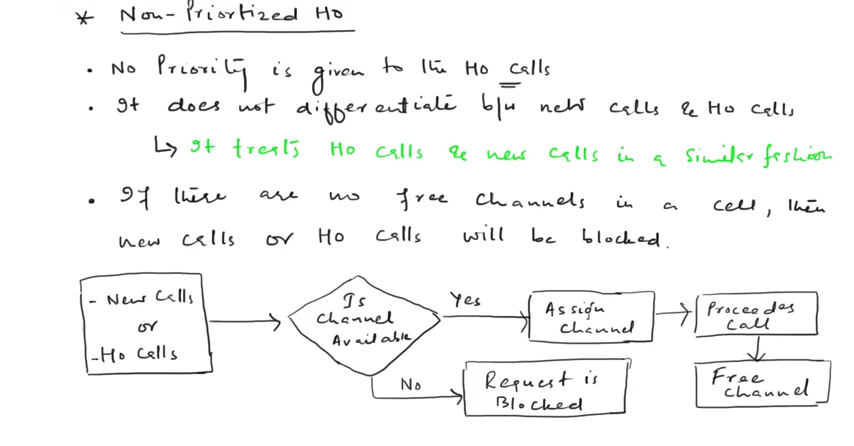 * Non-Priortized HO
• No Priority is given to the HO calls
• It does not differentiate b/w new calls & HO calls
↳ It treats HO calls & new calls in a similar fashion
• If there are no free channels in a cell, then
new calls or HO calls will be blocked.
- New Calls
or
- HO Calls
Is
Channel
Available
Yes
Assign
Channel
Proceedes
Call
Free
Channel
No
Request is
Blocked